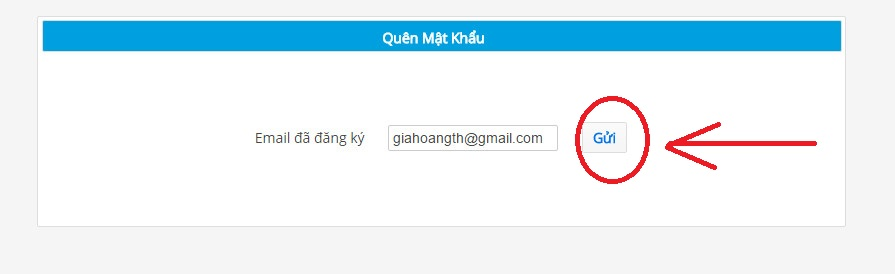 Quên Mật Khẩu
Email đã đăng ký giahoangth@gmail.com Gửi